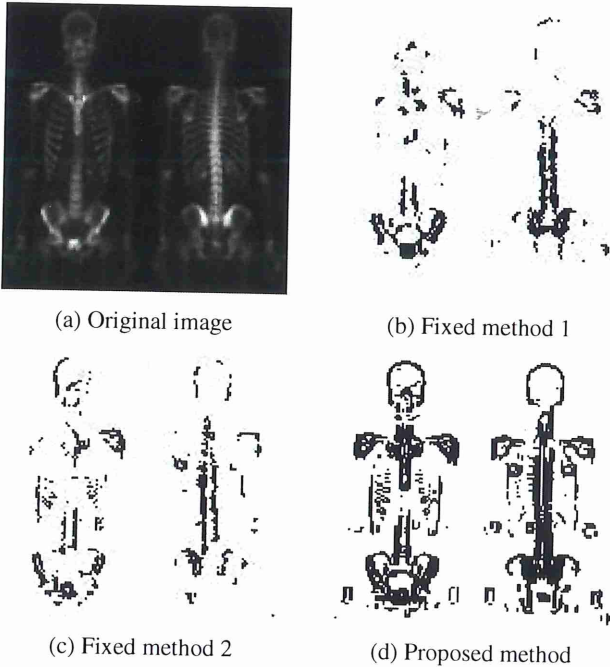 (a) Original image
(b) Fixed method 1
(c) Fixed method 2
(d) Proposed method